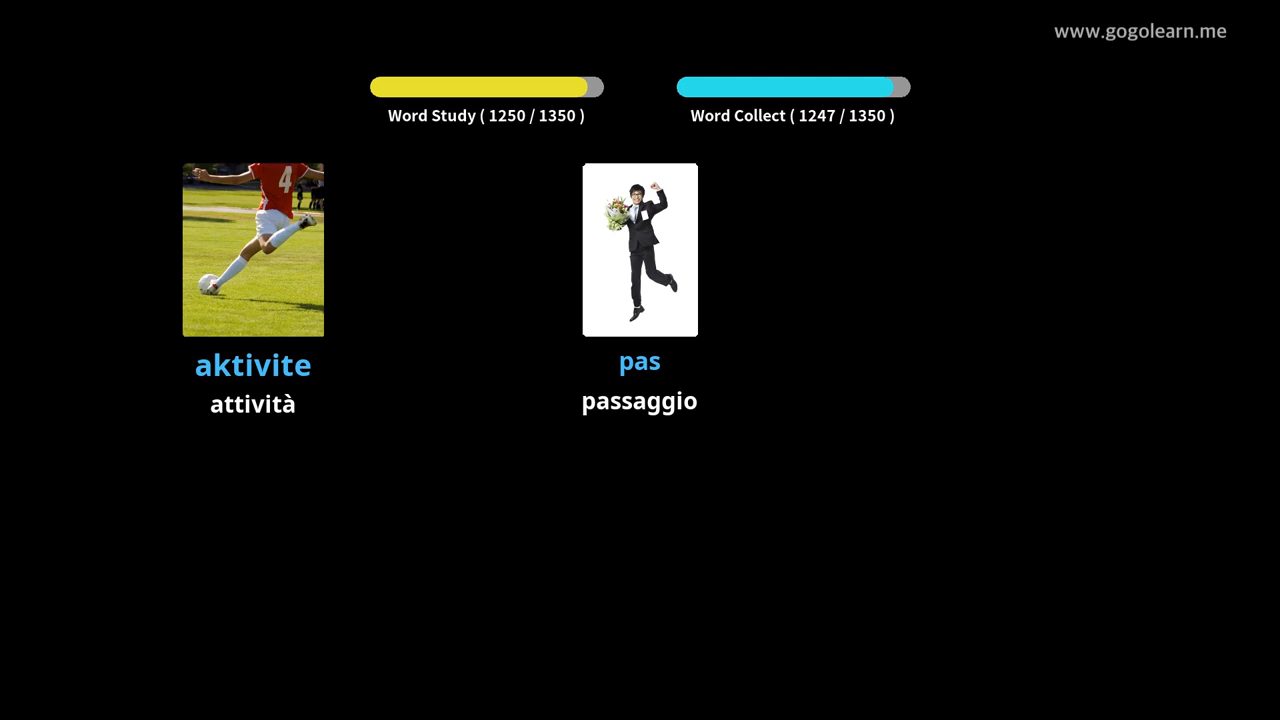 www.gogolearn.me
Word Study ( 1250 / 1350 )
Word Collect ( 1247 / 1350 )
4
aktivite
attività
pas
passaggio